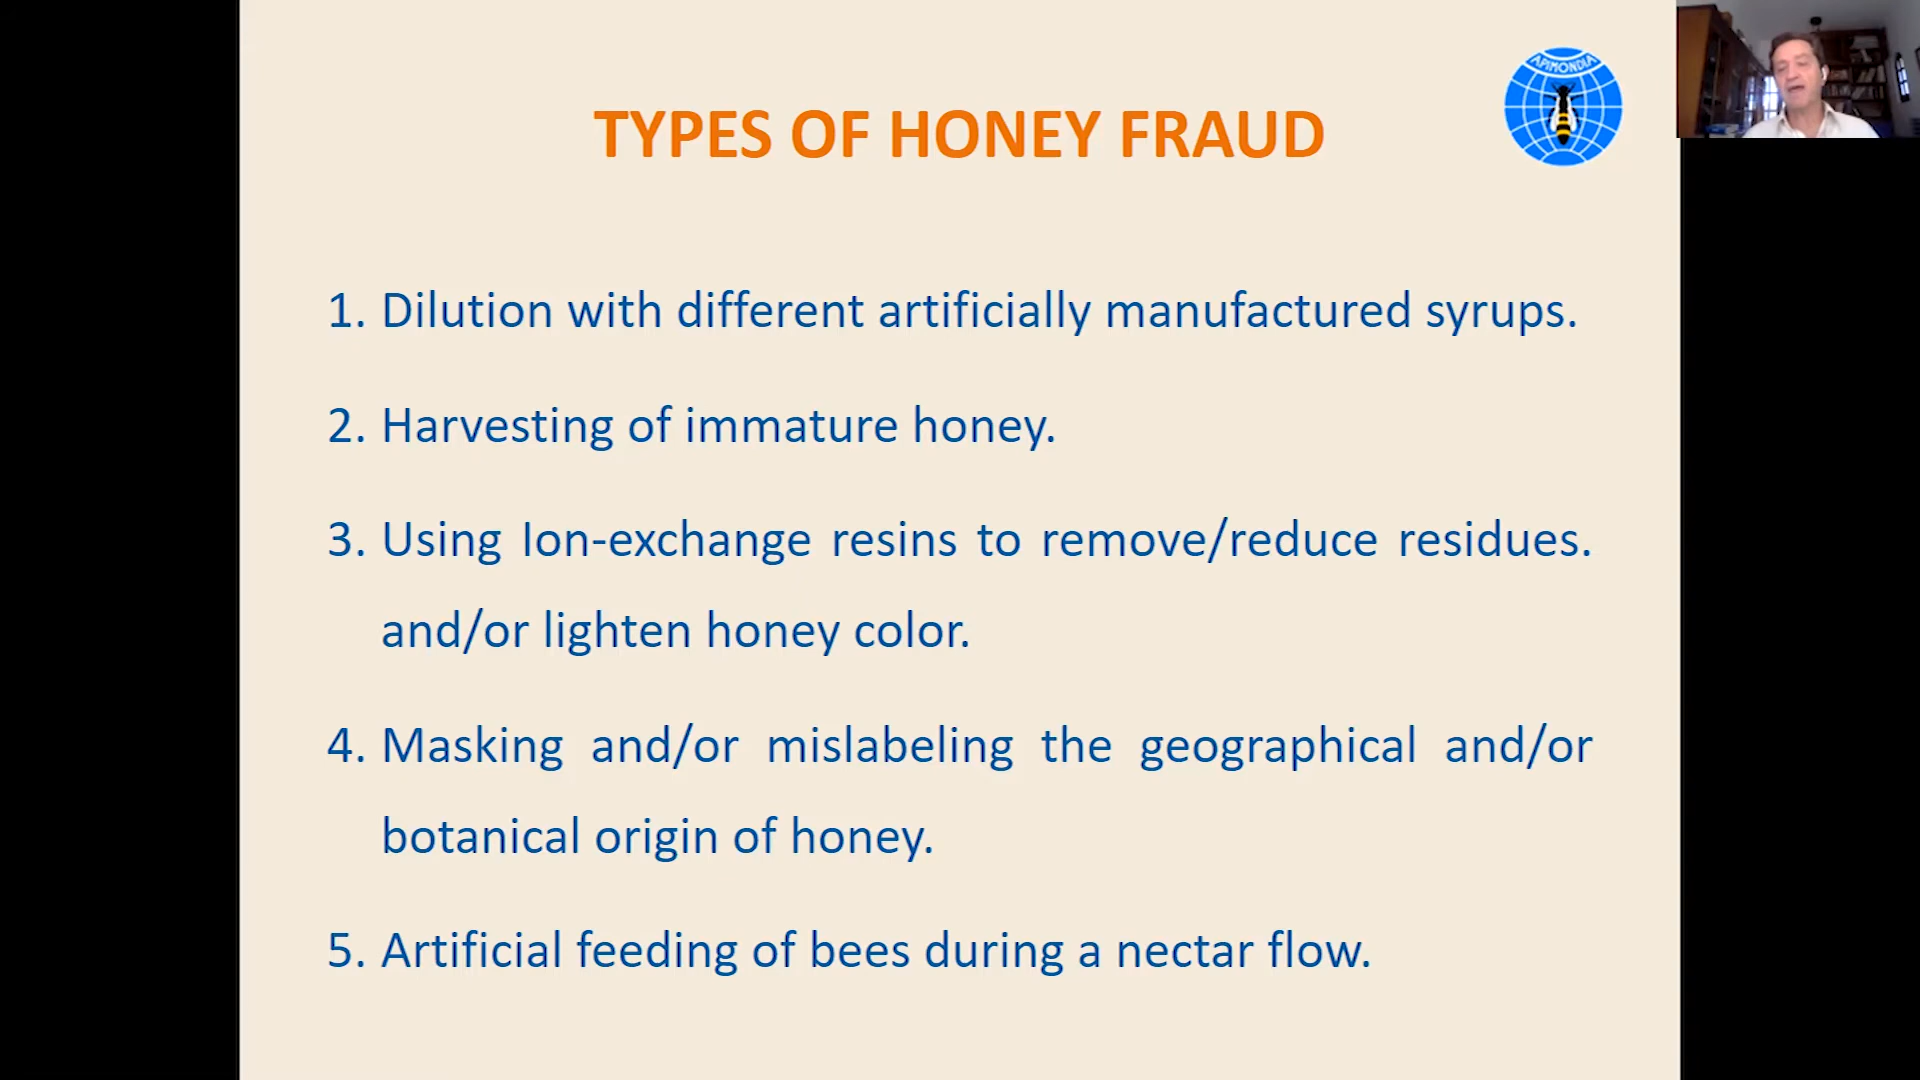 APIMONDIA
TYPES OF HONEY FRAUD
1. Dilution with different artificially manufactured syrups.
2. Harvesting of immature honey.
3. Using Ion-exchange resins to remove/reduce residues.
and/or lighten honey color.
4. Masking and/or mislabeling the geographical and/or
botanical origin of honey.
5. Artificial feeding of bees during a nectar flow.